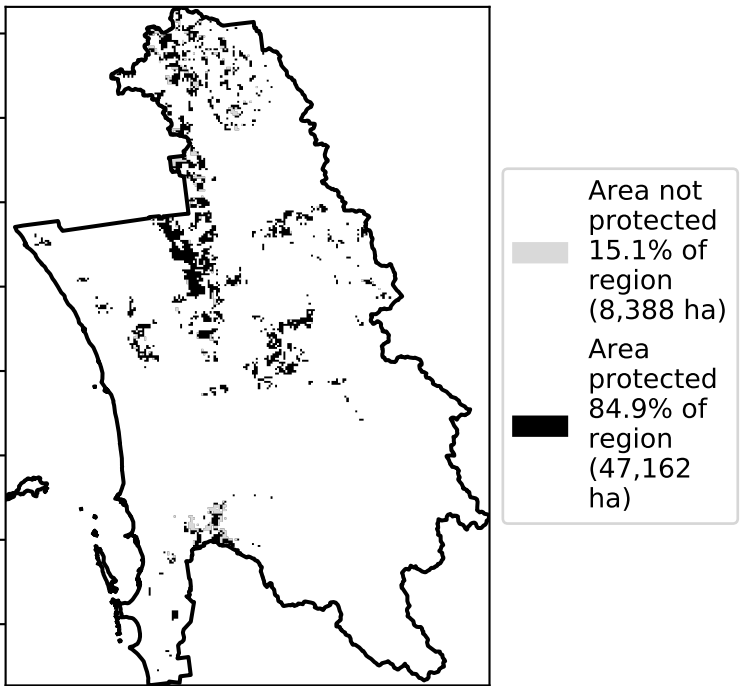 Area not
protected
15.1% of
region
(8,388 ha)
Area
protected
84.9% of
region
(47,162
ha)